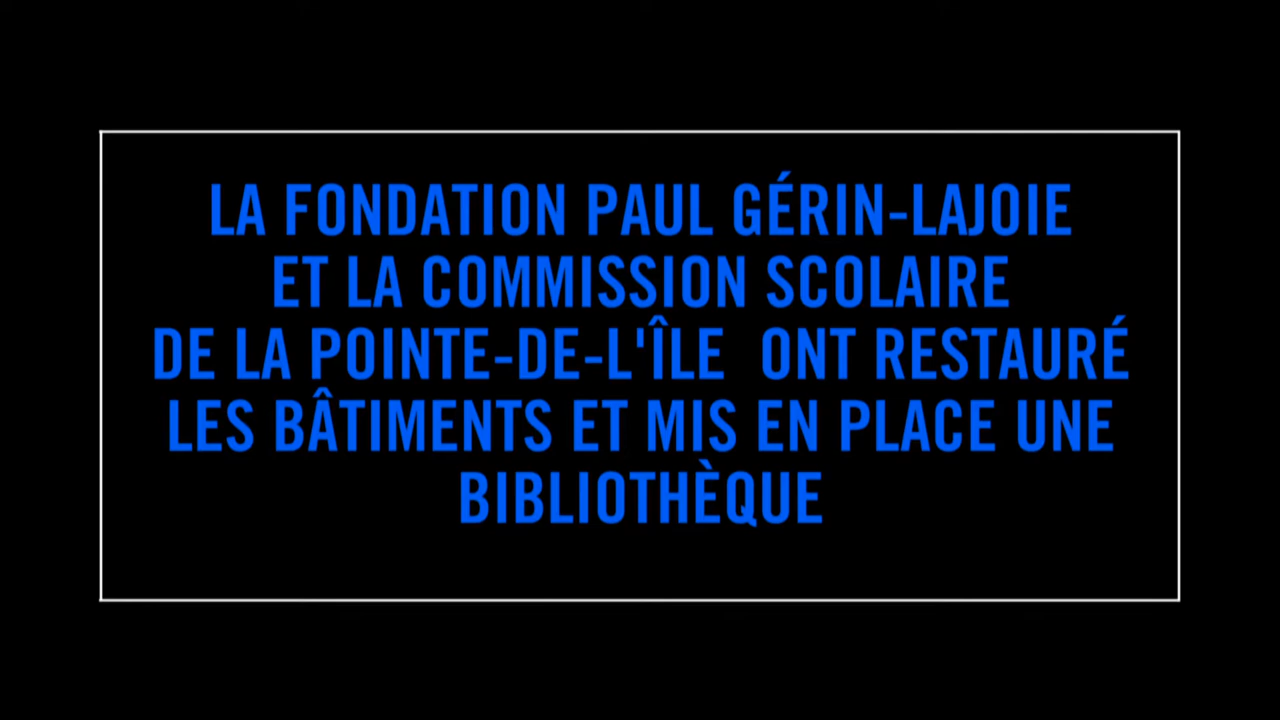 LA FONDATION PAUL GÉRIN-LAJOIE
ET LA COMMISSION SCOLAIRE
DE LA POINTE-DE-L'ÎLE  ONT RESTAURÉ
LES BÂTIMENTS ET MIS EN PLACE UNE
BIBLIOTHÈQUE